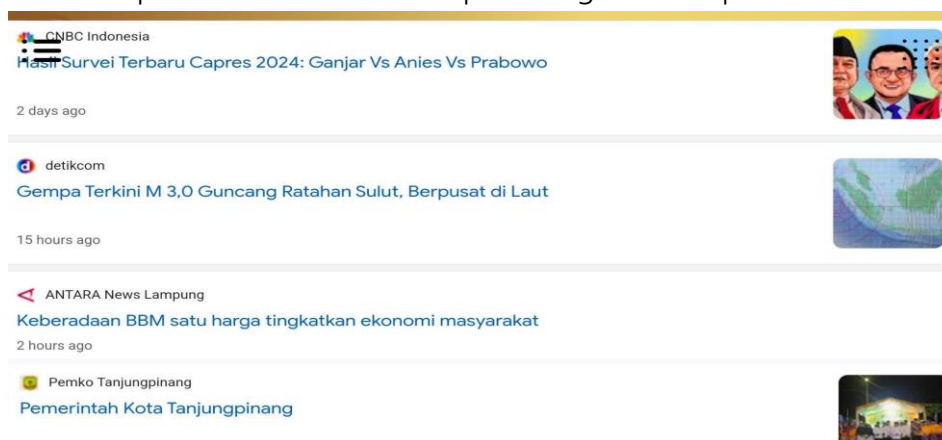 CNBC Indonesia
Hasil Survei Terbaru Capres 2024: Ganjar Vs Anies Vs Prabowo
2 days ago
detikcom
Gempa Terkini M 3,0 Guncang Ratahan Sulut, Berpusat di Laut
15 hours ago
ANTARA News Lampung
Keberadaan BBM satu harga tingkatkan ekonomi masyarakat
2 hours ago
Pemko Tanjungpinang
Pemerintah Kota Tanjungpinang